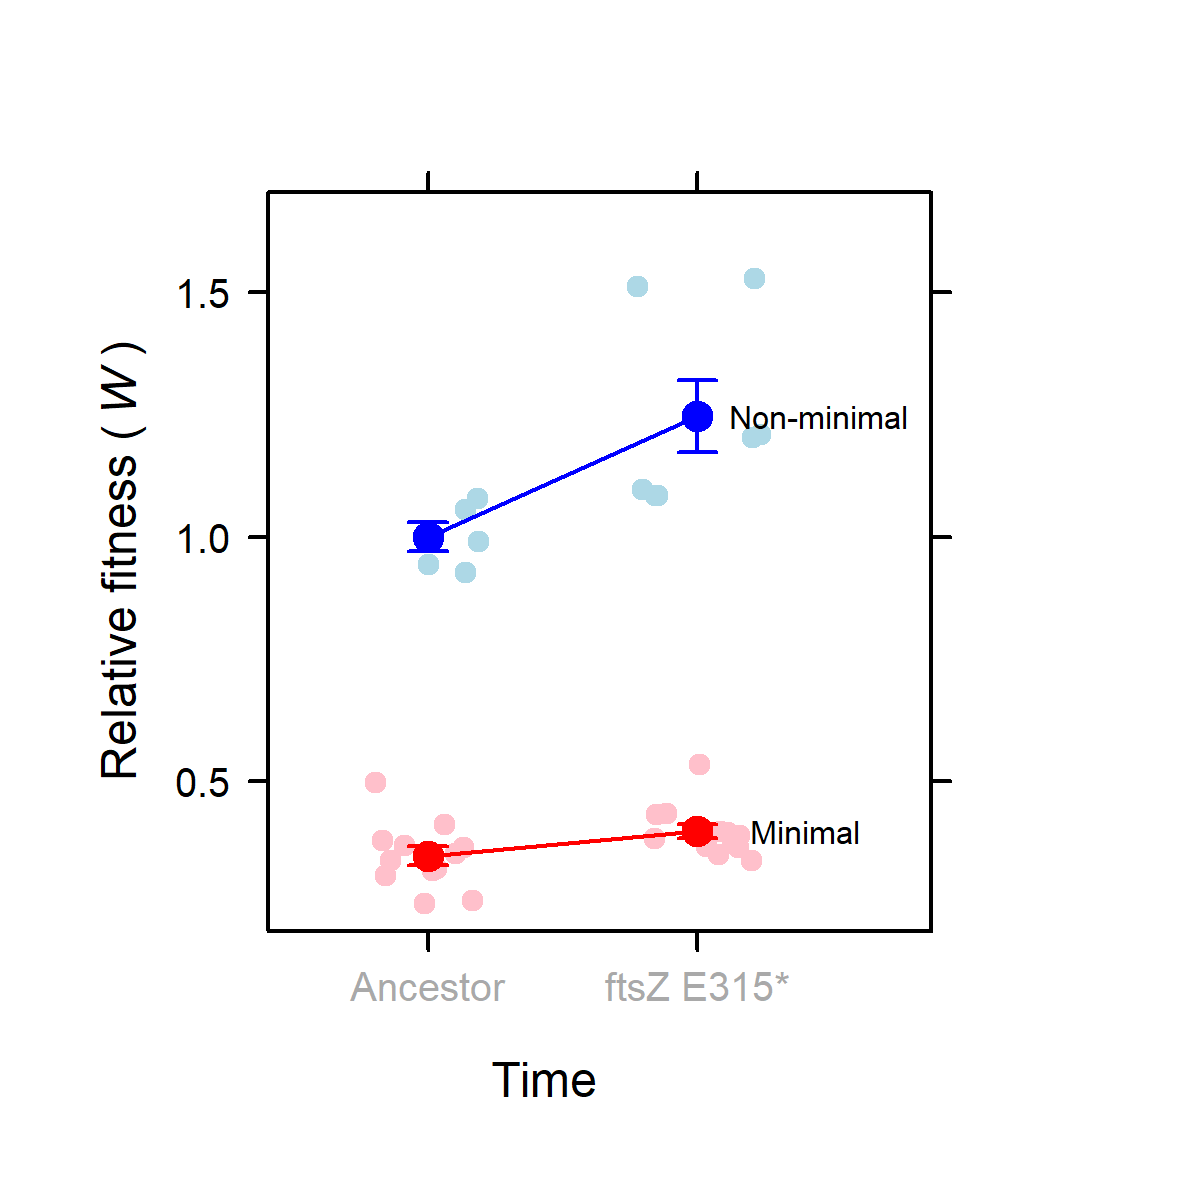 1.5
1.0
0.5
Relative fitness ( W )
Non-minimal
Minimal
Ancestor
ftsZ E315*
Time